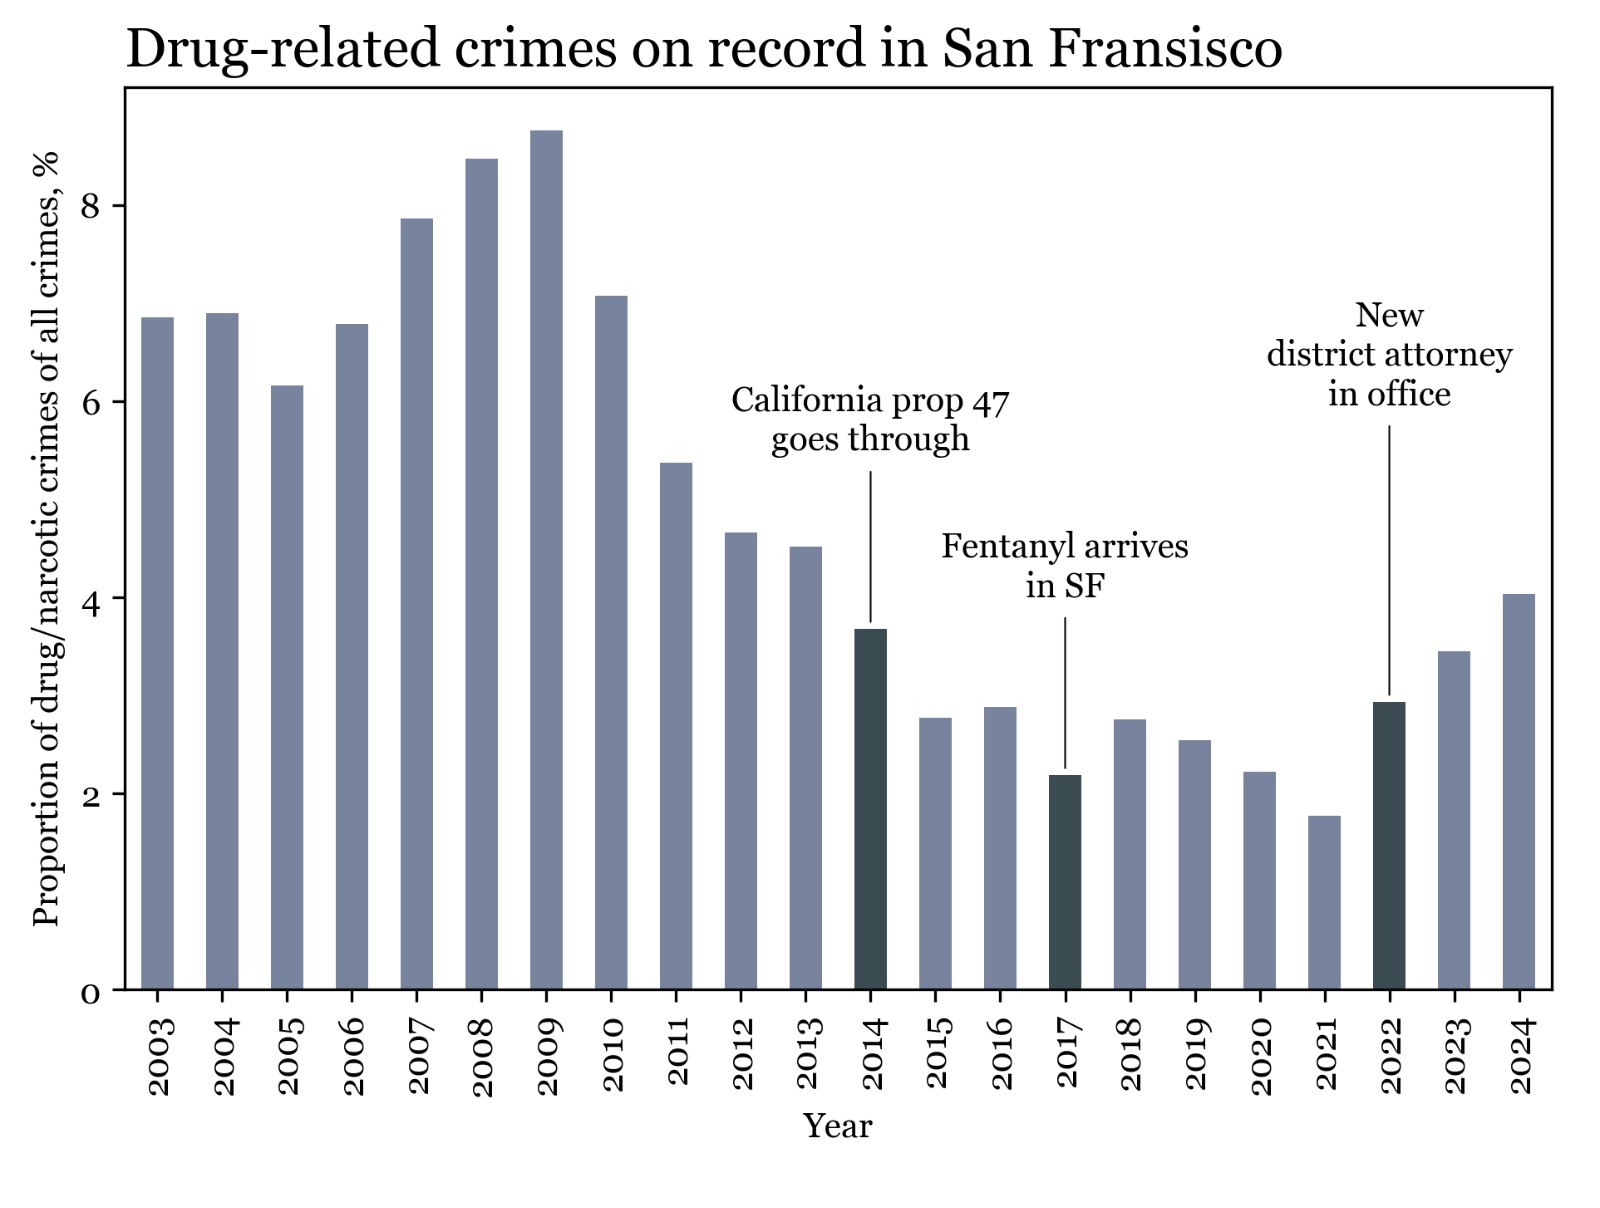 Drug-related crimes on record in San Fransisco
Proportion of drug/narcotic crimes of all crimes, %
8
6
4
2
0
California prop 47
goes through
Fentanyl arrives
in SF
New
district attorney
in office
2003
2004
2005
2006
2007
2008
2009
2010
2011
2012
2013
2014
2015
2016
2017
2018
2019
2020
2021
2022
2023
2024
Year